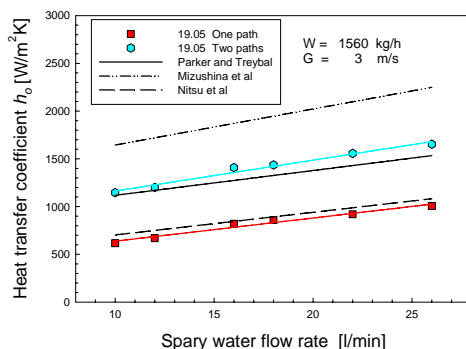 19.05 One path
19.05 Two paths
Parker and Treybal
Mizushina et al
Nitsu et al
W = 1560 kg/h
G = 3 m/s
Heat transfer coefficient h_o [W/m²K]
3000
2500
2000
1500
1000
500
0
10 15 20 25
Spary water flow rate [l/min]